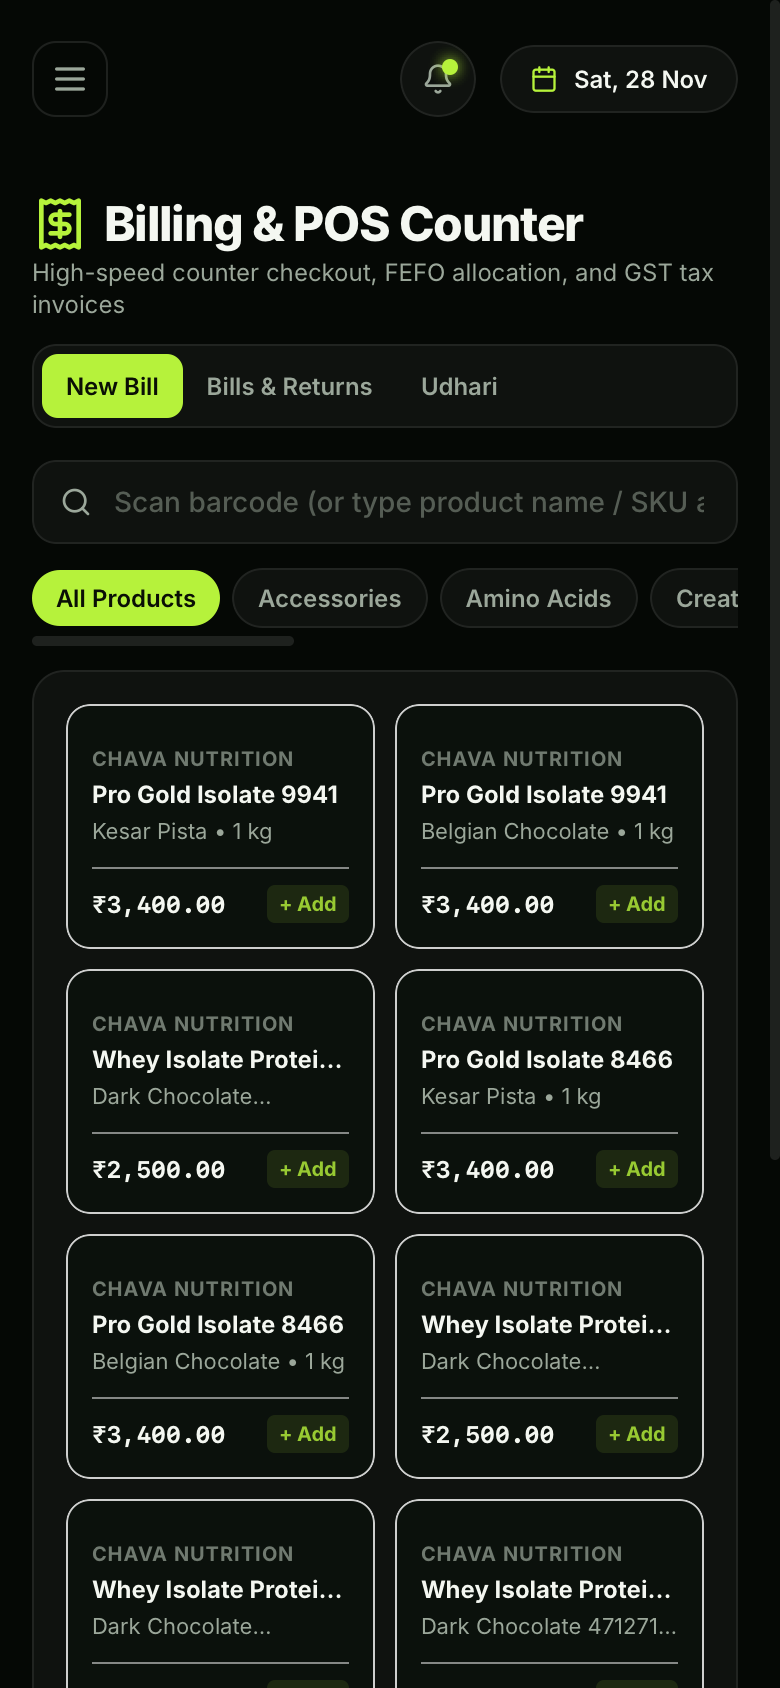 Sat, 28 Nov
Billing & POS Counter
High-speed counter checkout, FEFO allocation, and GST tax
invoices
New Bill Bills & Returns Udhari
Scan barcode (or type product name / SKU a
All Products Accessories Amino Acids Creat
CHAVA NUTRITION
Pro Gold Isolate 9941
Kesar Pista • 1 kg
₹3,400.00 + Add
CHAVA NUTRITION
Pro Gold Isolate 9941
Belgian Chocolate • 1 kg
₹3,400.00 + Add
CHAVA NUTRITION
Whey Isolate Protei...
Dark Chocolate...
₹2,500.00 + Add
CHAVA NUTRITION
Pro Gold Isolate 8466
Kesar Pista • 1 kg
₹3,400.00 + Add
CHAVA NUTRITION
Pro Gold Isolate 8466
Belgian Chocolate • 1 kg
₹3,400.00 + Add
CHAVA NUTRITION
Whey Isolate Protei...
Dark Chocolate...
₹2,500.00 + Add
CHAVA NUTRITION
Whey Isolate Protei...
Dark Chocolate...
CHAVA NUTRITION
Whey Isolate Protei...
Dark Chocolate 471271...